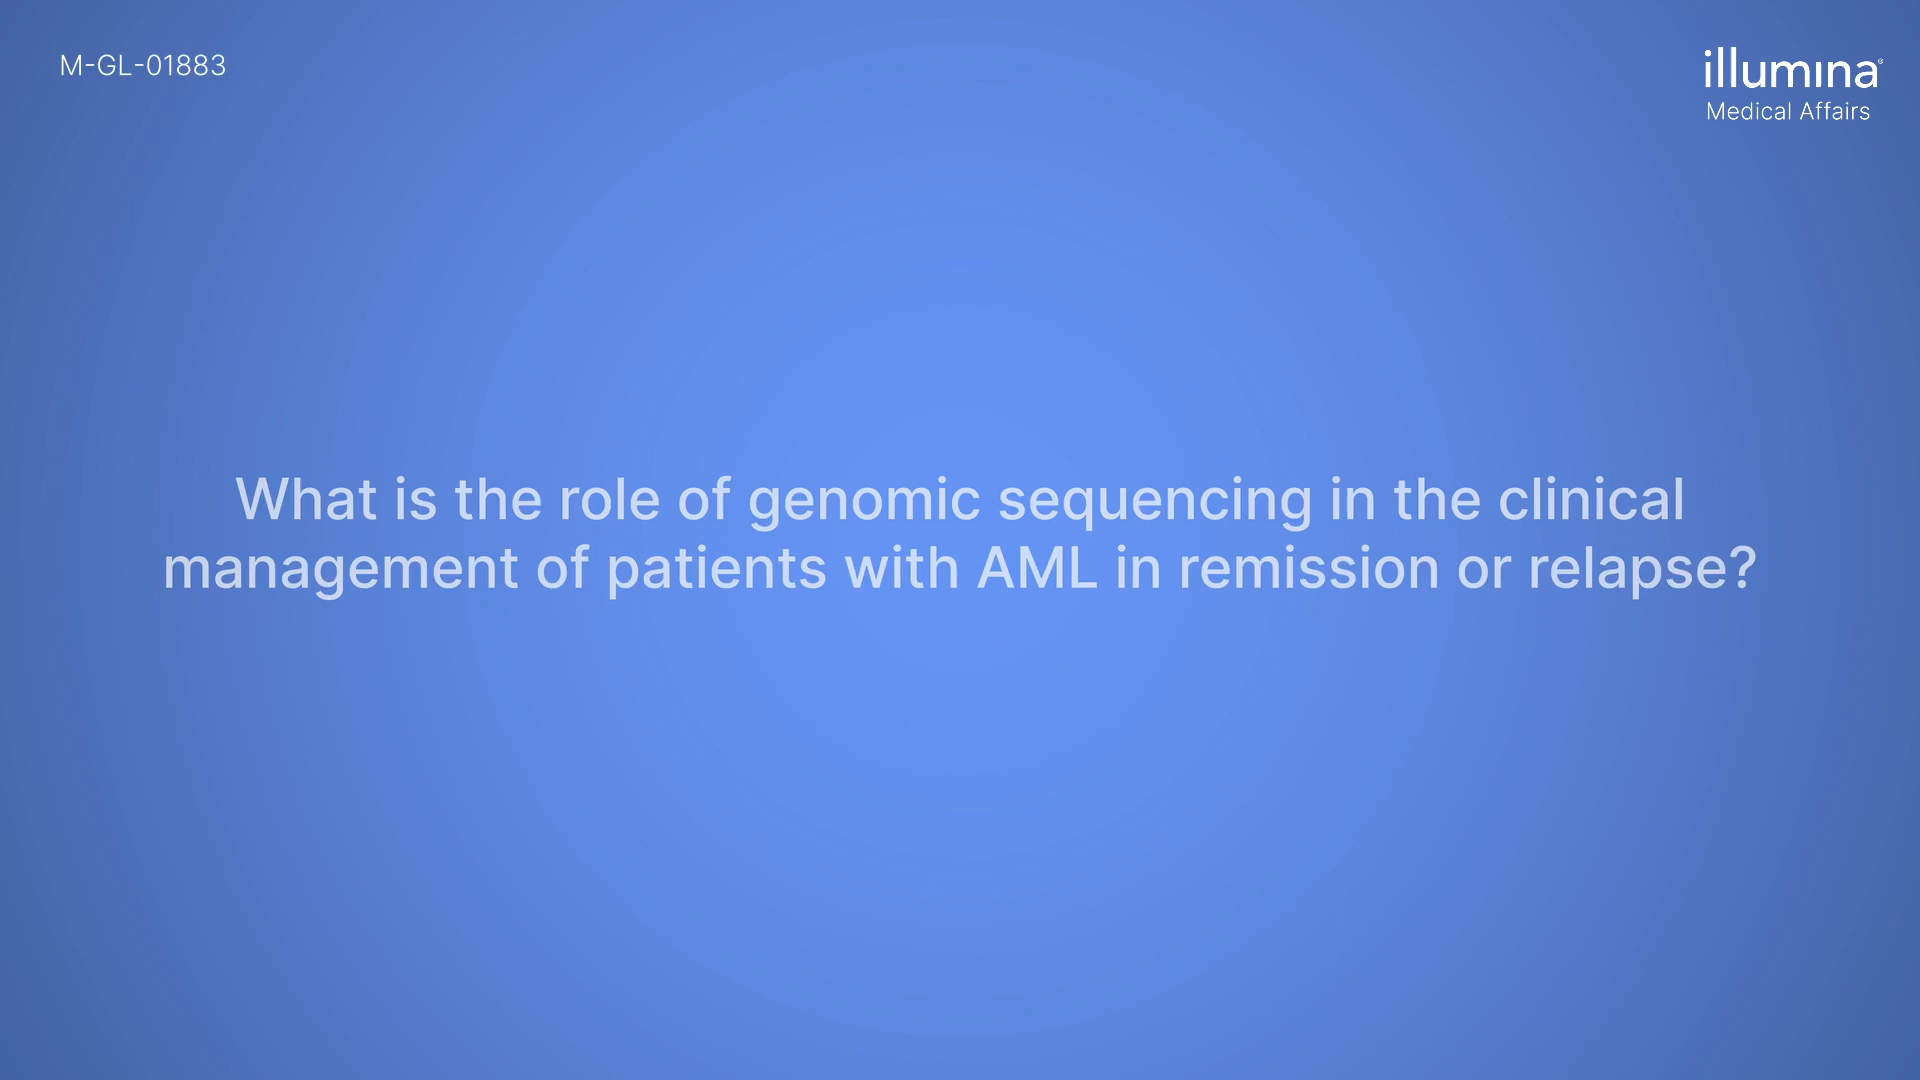 M-GL-01883
illumina®
Medical Affairs
What is the role of genomic sequencing in the clinical
management of patients with AML in remission or relapse?